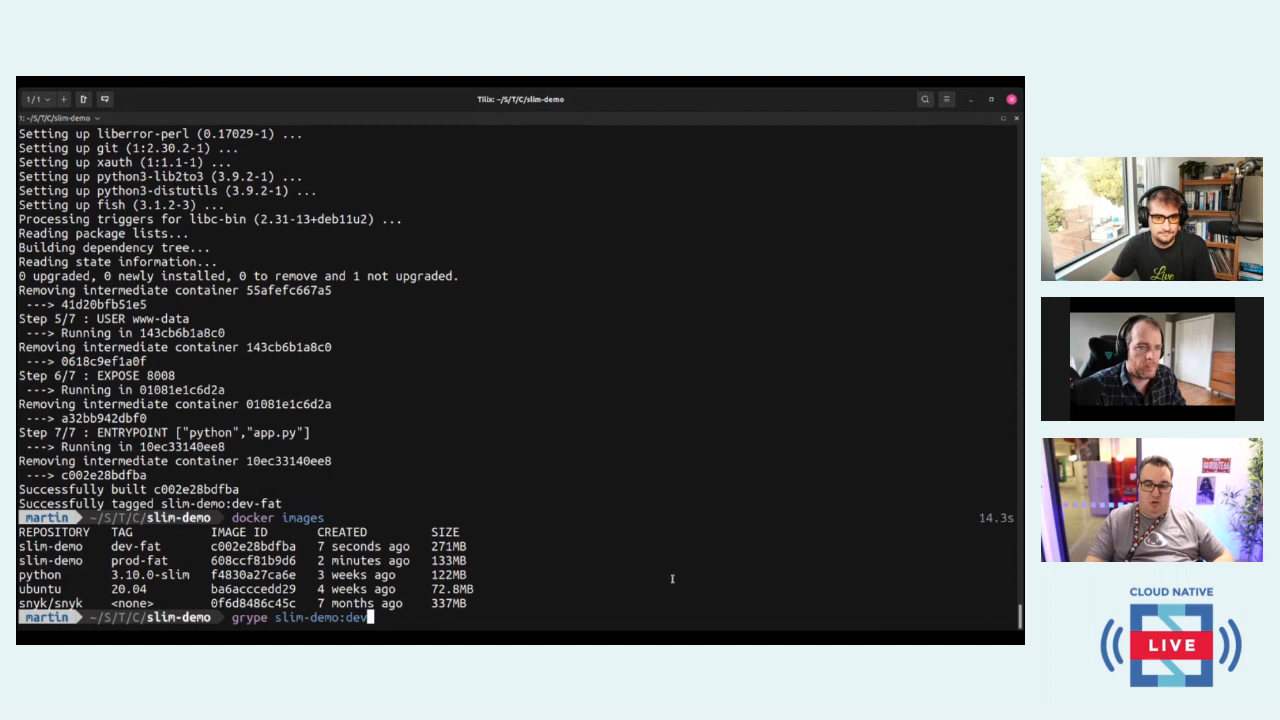 1/1
Tilix: ~/S/T/C/slim-demo
1: ~/S/T/C/slim-demo
Setting up liberror-perl (0.17029-1) ...
Setting up git (1:2.30.2-1) ...
Setting up xauth (1:1.1-1) ...
Setting up python3-lib2to3 (3.9.2-1) ...
Setting up python3-distutils (3.9.2-1) ...
Setting up fish (3.1.2-3) ...
Processing triggers for libc-bin (2.31-13+deb11u2) ...
Reading package lists...
Building dependency tree...
Reading state information...
0 upgraded, 0 newly installed, 0 to remove and 1 not upgraded.
Removing intermediate container 55afefc667a5
---> 41d20bfb51e5
Step 5/7 : USER www-data
---> Running in 143cb6b1a8c0
Removing intermediate container 143cb6b1a8c0
---> 0618c9ef1a0f
Step 6/7 : EXPOSE 8008
---> Running in 01081e1c6d2a
Removing intermediate container 01081e1c6d2a
---> a32bb942dbf0
Step 7/7 : ENTRYPOINT ["python","app.py"]
---> Running in 10ec33140ee8
Removing intermediate container 10ec33140ee8
---> c002e28bdfba
Successfully built c002e28bdfba
Successfully tagged slim-demo:dev-fat
martin ~/S/T/C/slim-demo docker images 14.3s
REPOSITORY TAG IMAGE ID CREATED SIZE
slim-demo dev-fat c002e28bdfba 7 seconds ago 271MB
slim-demo prod-fat 608ccf81b9d6 2 minutes ago 133MB
python 3.10.0-slim f4830a27ca6e 3 weeks ago 122MB
ubuntu 20.04 ba6acccedd29 4 weeks ago 72.8MB
snyk/snyk <none> 0f6d8486c45c 7 months ago 337MB
martin ~/S/T/C/slim-demo grype slim-demo:dev
Live
CLOUD NATIVE
LIVE